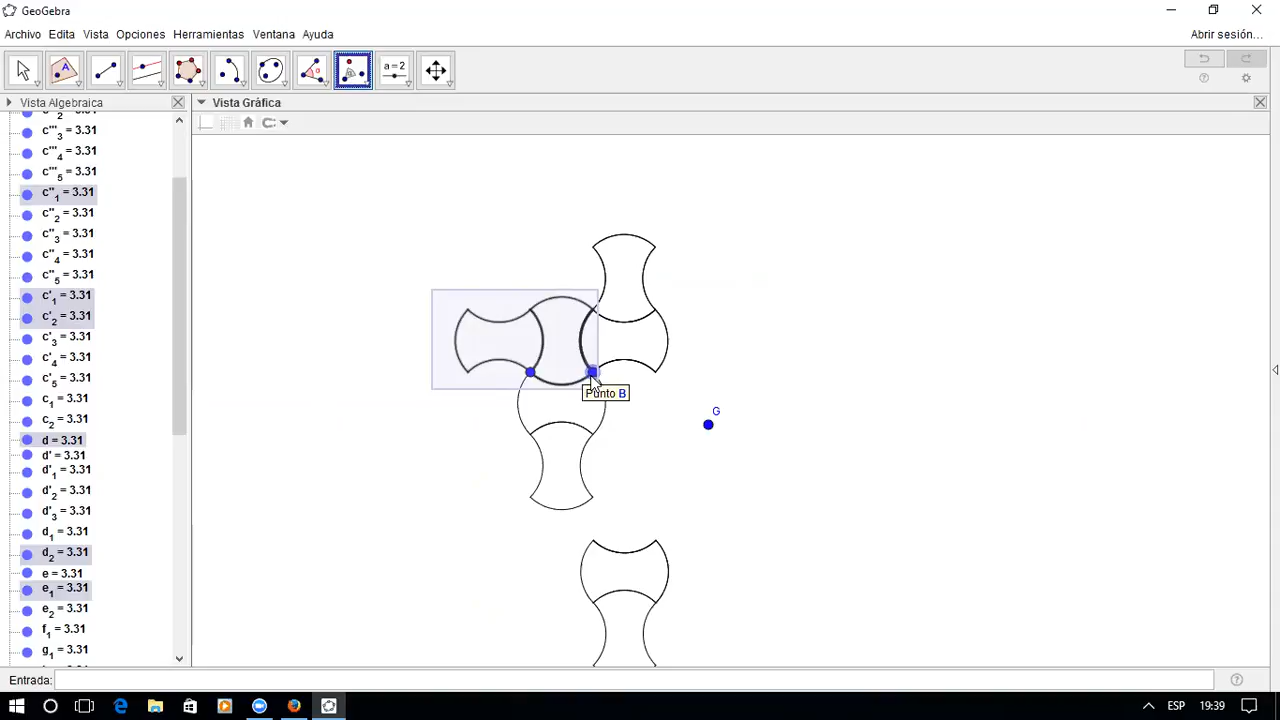 GeoGebra
Archivo Edita Vista Opciones Herramientas Ventana Ayuda
Abrir sesión...
a = 2
Vista Algebraica
Vista Gráfica
c'''3 = 3.31
c'''4 = 3.31
c'''5 = 3.31
c''1 = 3.31
c''2 = 3.31
c''3 = 3.31
c''4 = 3.31
c''5 = 3.31
c'1 = 3.31
c'2 = 3.31
c'3 = 3.31
c'4 = 3.31
c'5 = 3.31
c1 = 3.31
c2 = 3.31
d = 3.31
d' = 3.31
d'1 = 3.31
d'2 = 3.31
d'3 = 3.31
d1 = 3.31
d2 = 3.31
e = 3.31
e1 = 3.31
e2 = 3.31
f1 = 3.31
g1 = 3.31
Punto B
G
Entrada:
ESP 19:39